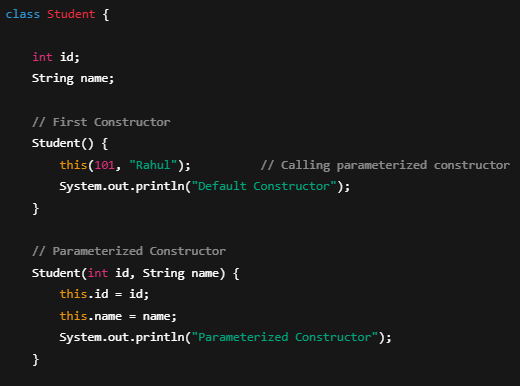 class Student {
int id;
String name;
// First Constructor
Student() {
this(101, "Rahul");          // Calling parameterized constructor
System.out.println("Default Constructor");
}
// Parameterized Constructor
Student(int id, String name) {
this.id = id;
this.name = name;
System.out.println("Parameterized Constructor");
}